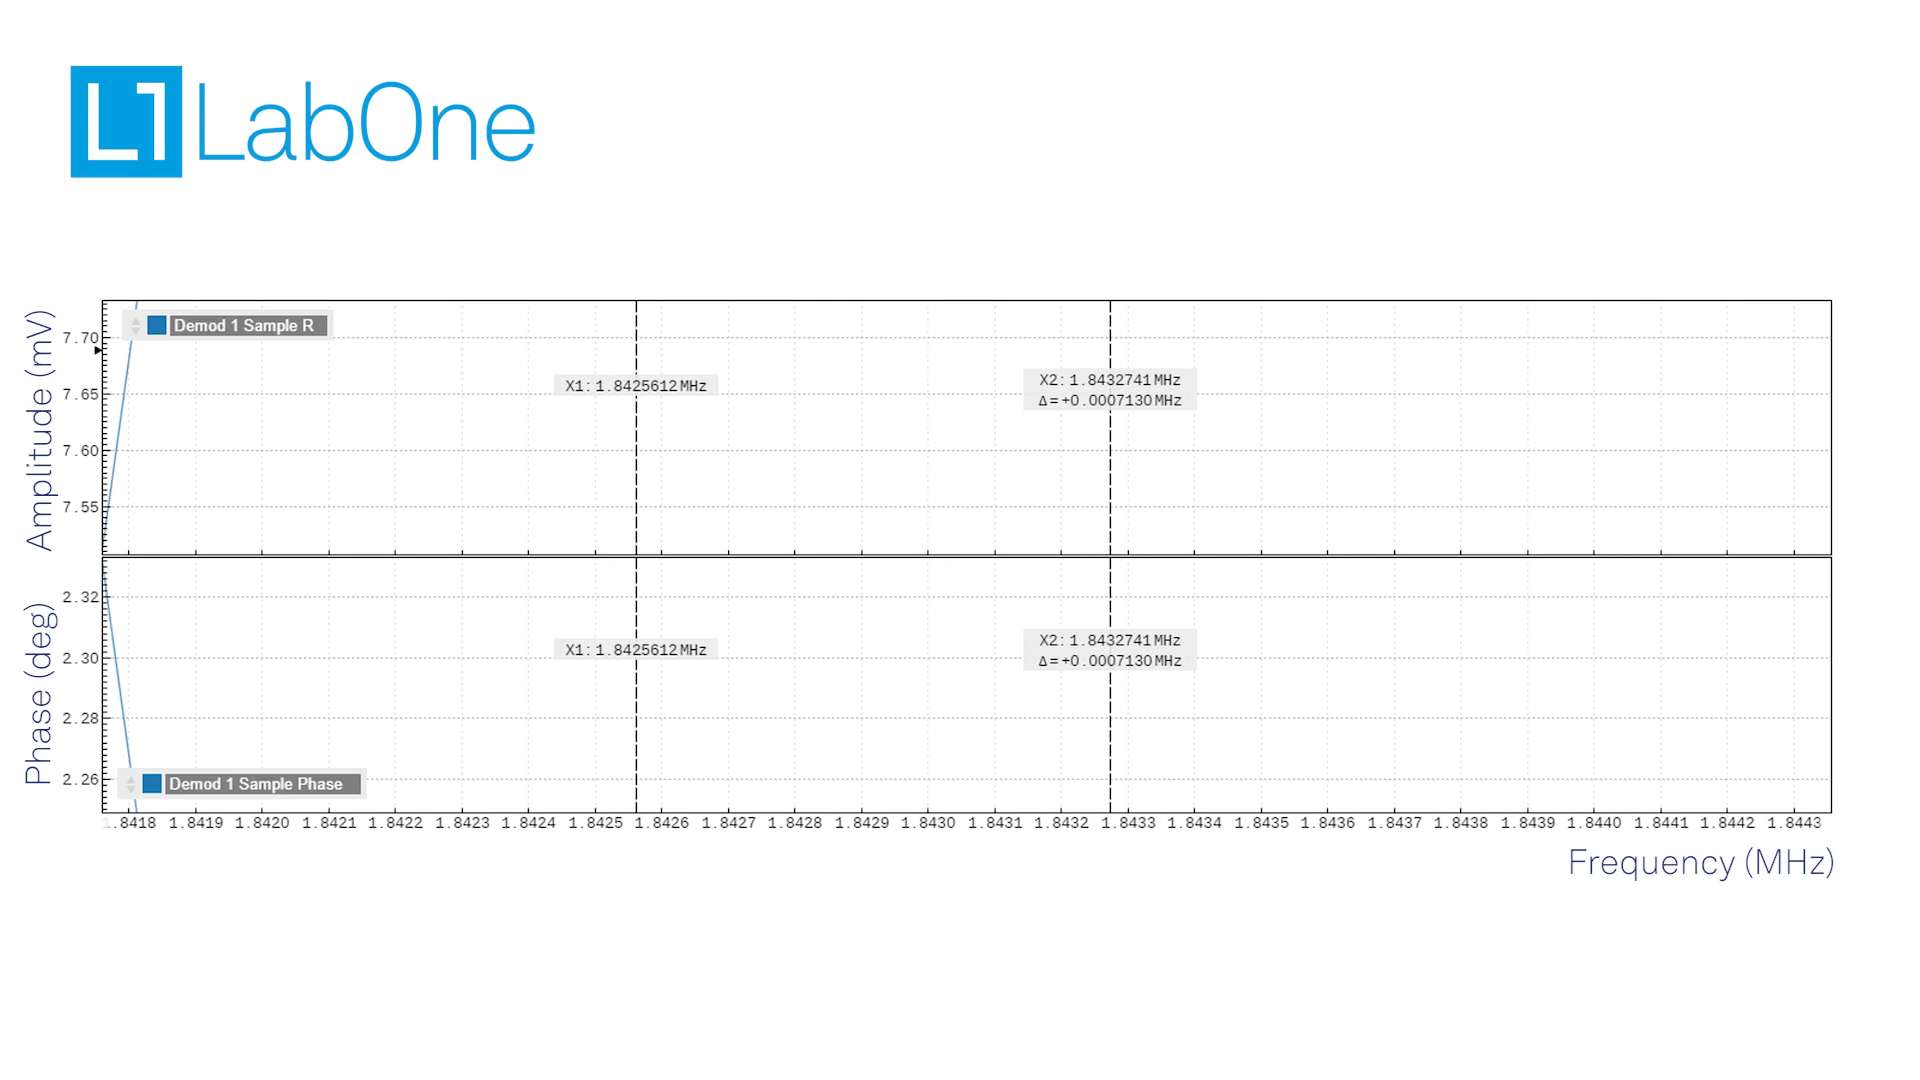 L1 LabOne
Amplitude (mV)
7.70
7.65
7.60
7.55
Demod 1 Sample R
X1: 1.8425612 MHz
X2: 1.8432741 MHz
Δ=+0.0007130 MHz
Phase (deg)
2.32
2.30
2.28
2.26
X1: 1.8425612 MHz
X2: 1.8432741 MHz
Δ=+0.0007130 MHz
Demod 1 Sample Phase
1.8418 1.8419 1.8420 1.8421 1.8422 1.8423 1.8424 1.8425 1.8426 1.8427 1.8428 1.8429 1.8430 1.8431 1.8432 1.8433 1.8434 1.8435 1.8436 1.8437 1.8438 1.8439 1.8440 1.8441 1.8442 1.8443
Frequency (MHz)